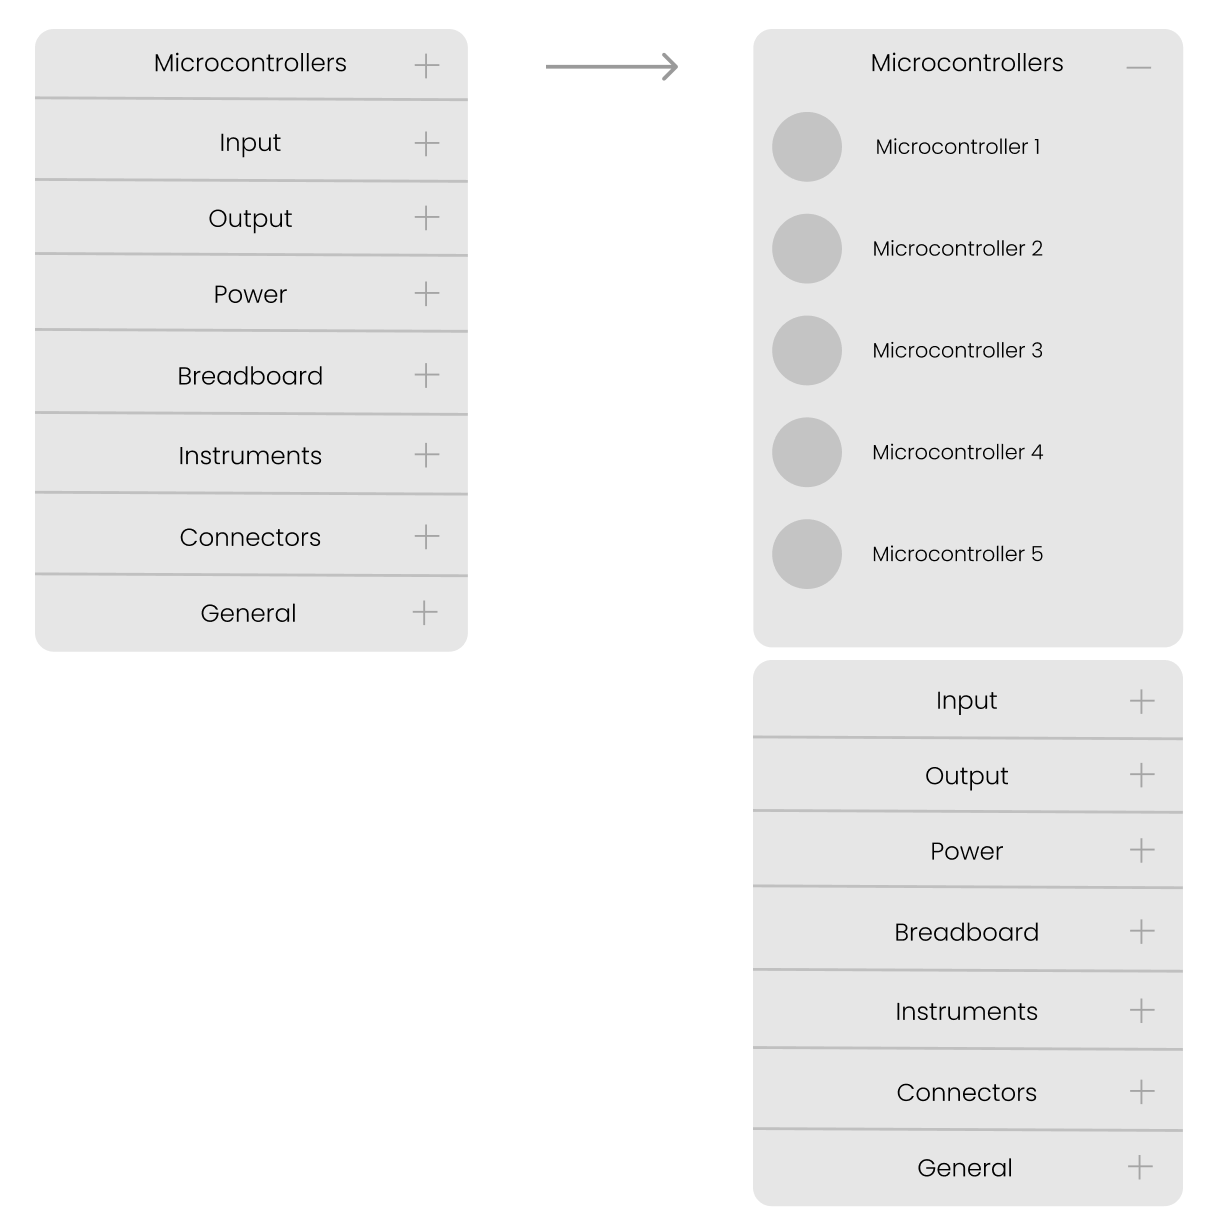 Microcontrollers
Input
Output
Power
Breadboard
Instruments
Connectors
General
Microcontrollers
Microcontroller 1
Microcontroller 2
Microcontroller 3
Microcontroller 4
Microcontroller 5
Input
Output
Power
Breadboard
Instruments
Connectors
General